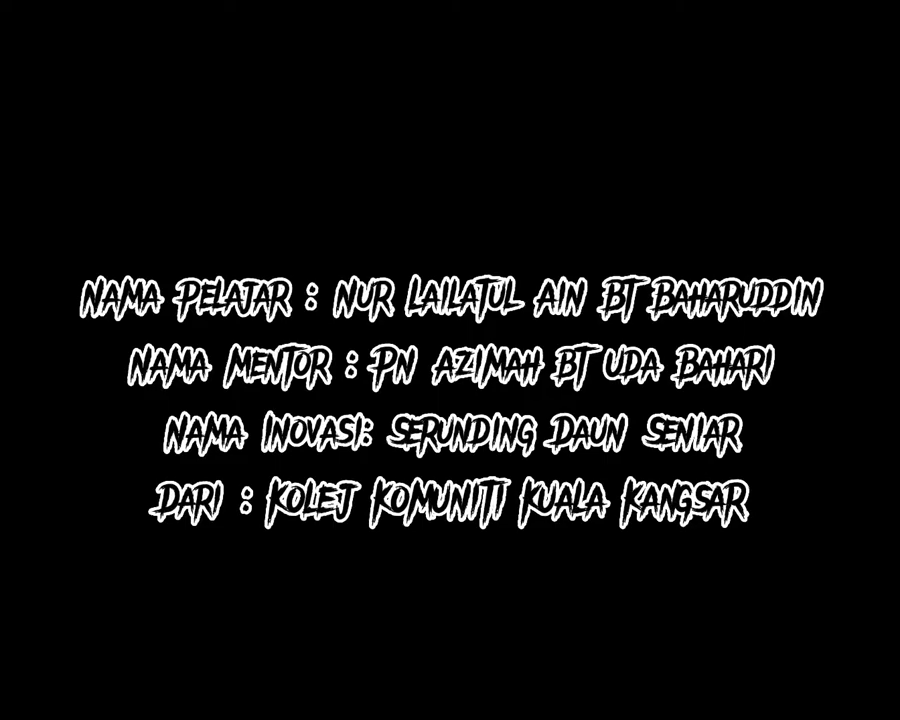 NAMA PELAJAR : NUR LAILATUL AIN BT BAHARUDDIN
NAMA MENTOR : PN AZIMAH BT UDA BAHARI
NAMA INOVASI: SERUNDING DAUN SENIAR
DARI : KOLEJ KOMUNITI KUALA KANGSAR